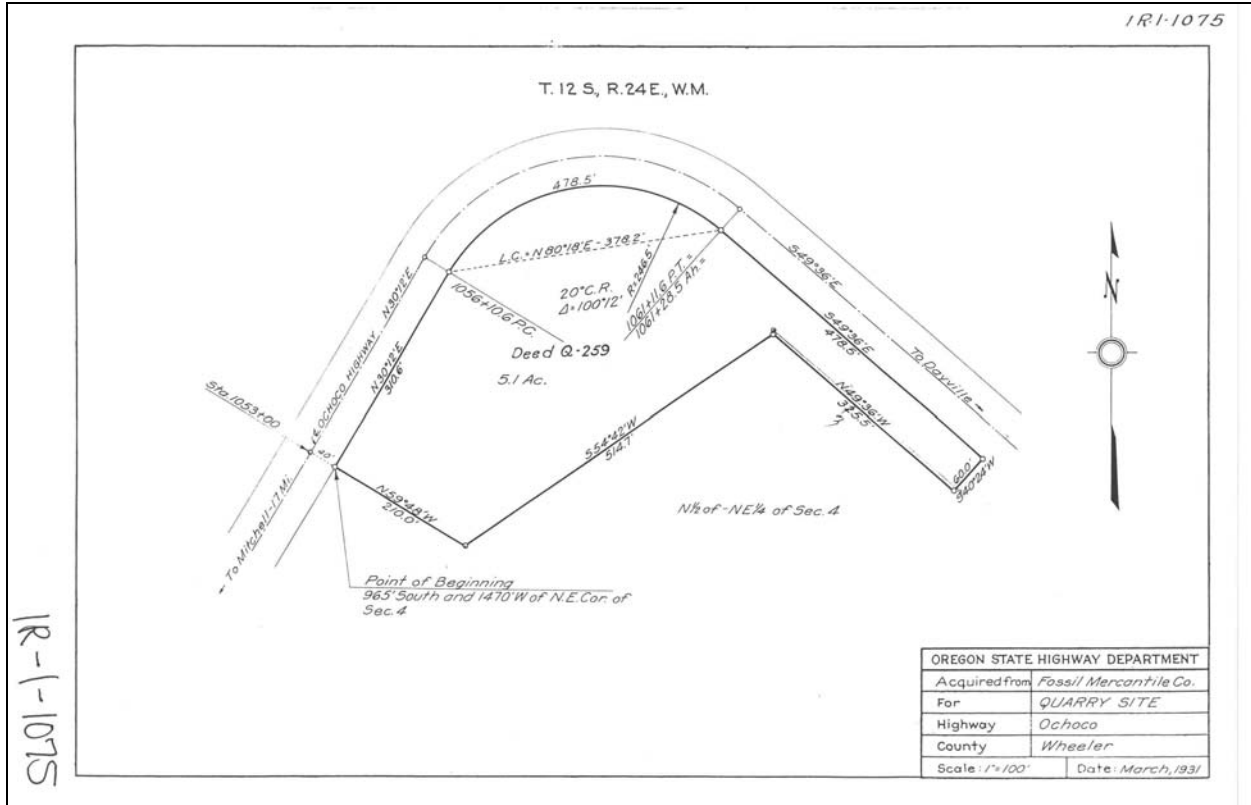 1R-1-1075
T. 12 S., R. 24 E., W.M.
478.5'
L.C. = N 80°18'E - 378.2'
20° C.R.
Δ = 100°12'
R = 246.5'
1061+11.6 P.T. =
1061+28.5 Ah. =
1056+10.6 P.C.
Deed Q-259
5.1 Ac.
N30°12'E
OCHOCO HIGHWAY
N30°12'E
310.6'
Sta 1053+00
40'
← To Mitchell-17 Mi.
N59°48'W
210.0'
S54°42'W
514.7'
N49°36'W
325.5'
S49°36'E
S49°36'E
478.5'
To Dayville →
60.0'
S40°24'W
N
N½ of - NE¼ of Sec. 4
Point of Beginning
965' South and 1470' W of N.E. Cor. of
Sec. 4
1R-1-1075
OREGON STATE HIGHWAY DEPARTMENT
Acquired from Fossil Mercantile Co.
For QUARRY SITE
Highway Ochoco
County Wheeler
Scale: 1"=100' Date: March, 1931